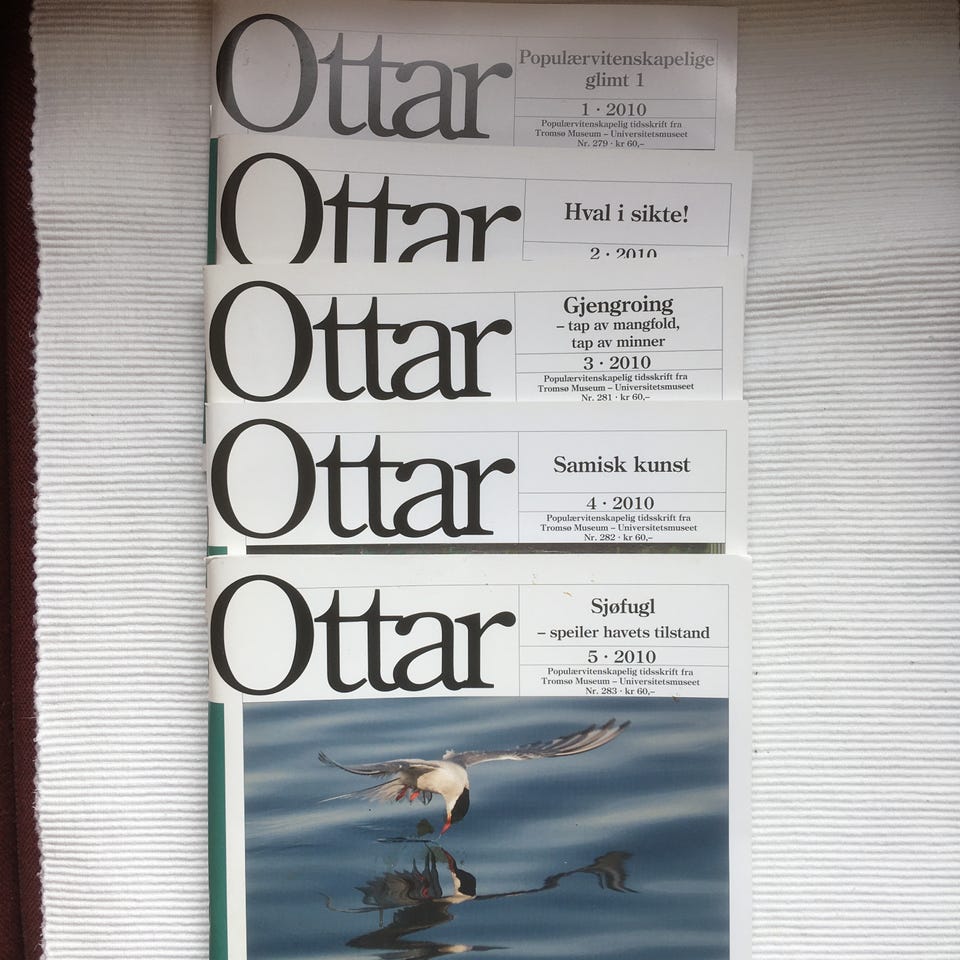 Ottar
Populærvitenskapelige
glimt 1
1 · 2010
Populærvitenskapelig tidsskrift fra
Tromsø Museum – Universitetsmuseet
Nr. 279 · kr 60,–
Ottar
Hval i sikte!
2 · 2010
Ottar
Gjengroing
– tap av mangfold,
tap av minner
3 · 2010
Populærvitenskapelig tidsskrift fra
Tromsø Museum – Universitetsmuseet
Nr. 281 · kr 60,–
Ottar
Samisk kunst
4 · 2010
Populærvitenskapelig tidsskrift fra
Tromsø Museum – Universitetsmuseet
Nr. 282 · kr 60,–
Ottar
Sjøfugl
– speiler havets tilstand
5 · 2010
Populærvitenskapelig tidsskrift fra
Tromsø Museum – Universitetsmuseet
Nr. 283 · kr 60,–